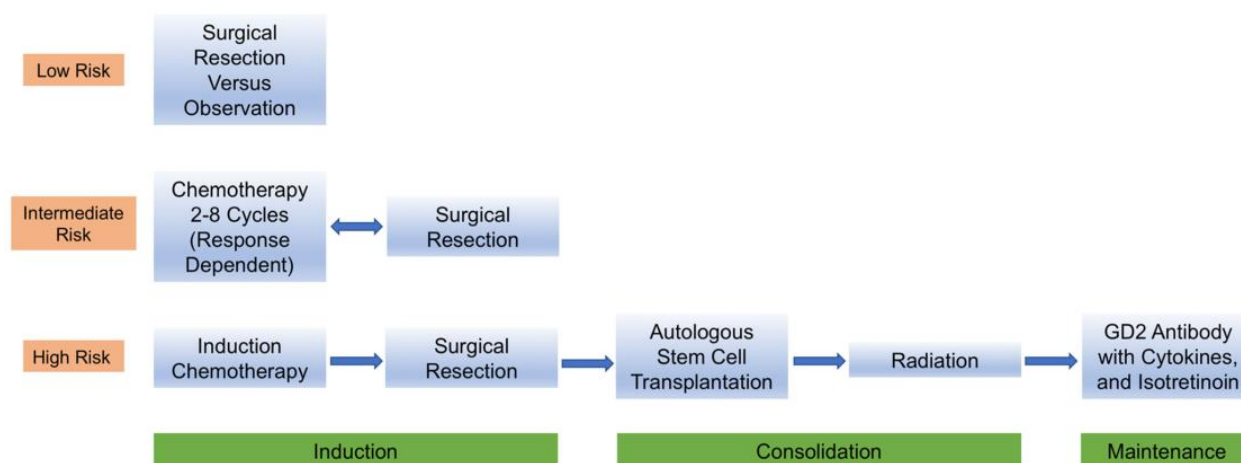 Low Risk
Surgical
Resection
Versus
Observation
Intermediate
Risk
Chemotherapy
2-8 Cycles
(Response
Dependent)
Surgical
Resection
High Risk
Induction
Chemotherapy
Surgical
Resection
Autologous
Stem Cell
Transplantation
Radiation
GD2 Antibody
with Cytokines,
and Isotretinoin
Induction
Consolidation
Maintenance